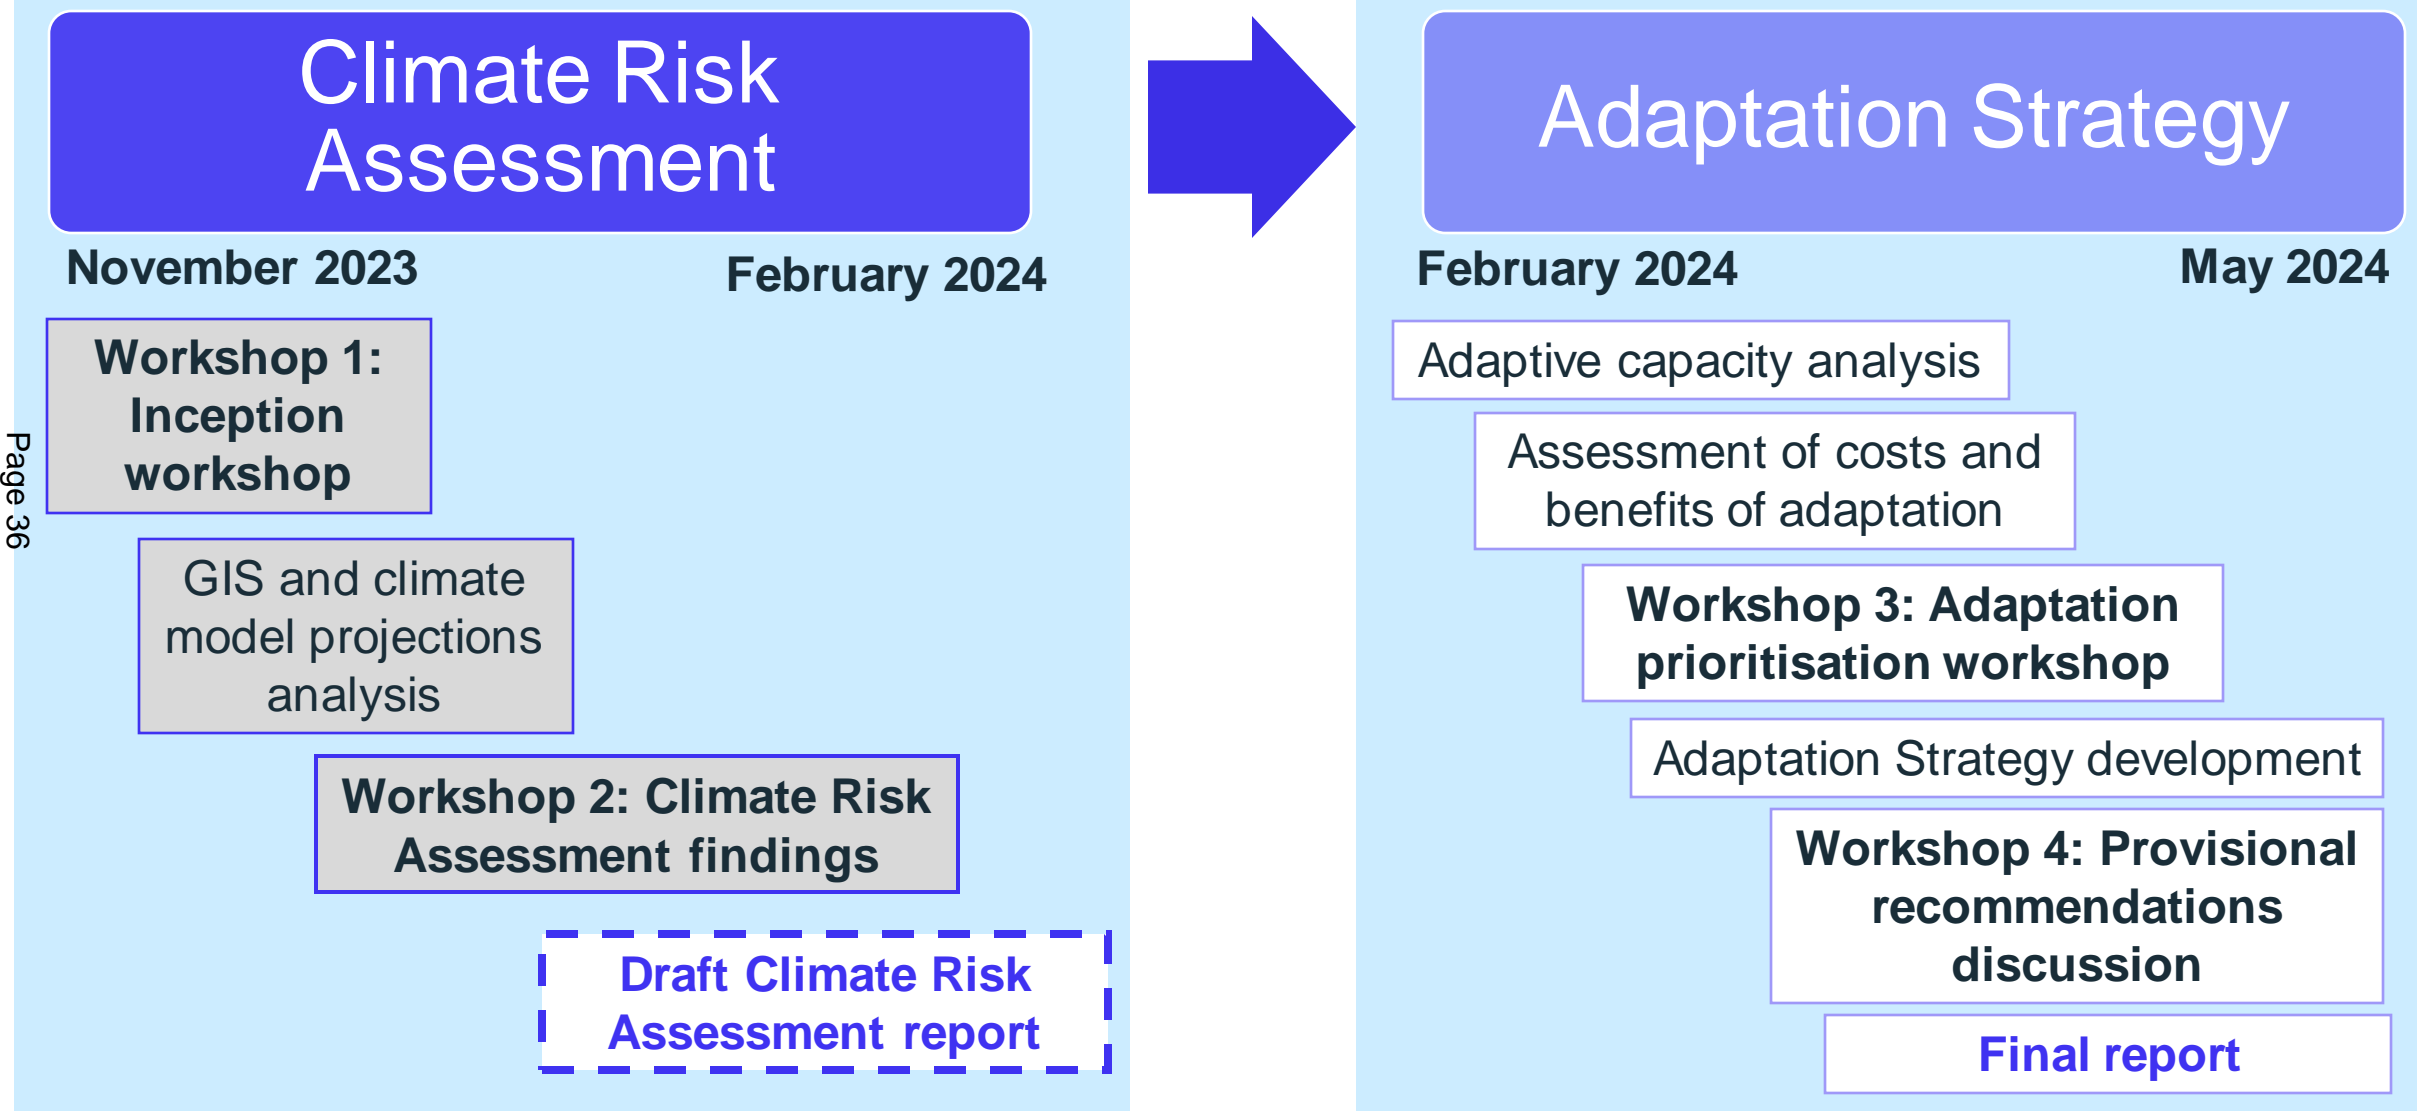 Climate Risk
Assessment
November 2023
February 2024
Workshop 1:
Inception
workshop
GIS and climate
model projections
analysis
Workshop 2: Climate Risk
Assessment findings
Draft Climate Risk
Assessment report
Adaptation Strategy
February 2024
May 2024
Adaptive capacity analysis
Assessment of costs and
benefits of adaptation
Workshop 3: Adaptation
prioritisation workshop
Adaptation Strategy development
Workshop 4: Provisional
recommendations
discussion
Final report
Page 36